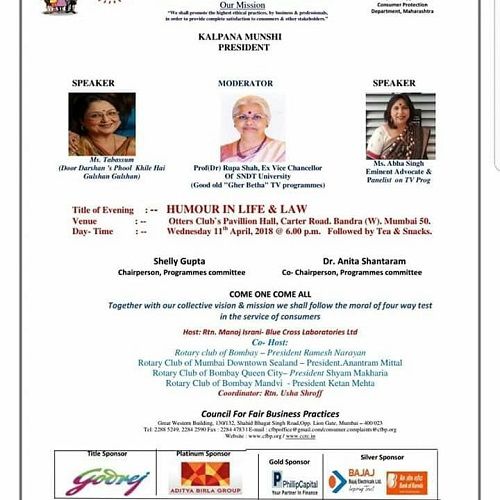 Our Mission
"We shall promote the highest ethical practices, by business & professionals,
in order to provide complete satisfaction to consumers & other stakeholders."
Consumer Protection
Department, Maharashtra
KALPANA MUNSHI
PRESIDENT
SPEAKER
MODERATOR
SPEAKER
Ms. Tabassum
(Door Darshan 's Phool Khile Hai
Gulshan Gulshan)
Prof(Dr) Rupa Shah, Ex Vice Chancellor
Of SNDT University
(Good old "Gher Betha" TV programmes)
Ms. Abha Singh
Eminent Advocate &
Panelist on TV Prog
Title of Evening : -- HUMOUR IN LIFE & LAW
Venue : -- Otters Club`s Pavillion Hall, Carter Road. Bandra (W). Mumbai 50.
Day- Time : -- Wednesday 11th April, 2018 @ 6.00 p.m. Followed by Tea & Snacks.
Shelly Gupta
Chairperson, Programmes committee
Dr. Anita Shantaram
Co- Chairperson, Programmes committee
COME ONE COME ALL
Together with our collective vision & mission we shall follow the moral of four way test
in the service of consumers
Host: Rtn. Manoj Israni- Blue Cross Laboratories Ltd
Co- Host:
Rotary club of Bombay – President Ramesh Narayan
Rotary Club of Mumbai Downtown Sealand – President.Anantram Mittal
Rotary Club of Bombay Queen City– President Shyam Makharia
Rotary Club of Bombay Mandvi - President Ketan Mehta
Coordinator: Rtn. Usha Shroff
Council For Fair Business Practices
Great Western Building, 130/132, Shahid Bhagat Singh Road,Opp. Lion Gate, Mumbai – 400 023
Tel: 2288 5249, 2284 2590 Fax : 2284 4783 E-mail : cfbpoffice@gmail.com/consumer.complaints@cfbp.org
Website : www.cfbp.org / www.ccrc.in
Title Sponsor
Godrej
Platinum Sponsor
ADITYA BIRLA GROUP
Gold Sponsor
PhillipCapital
Your Partner In Finance
Silver Sponsor
BAJAJ
Bajaj Electricals Ltd.
Inspiring Trust
Bank of Baroda